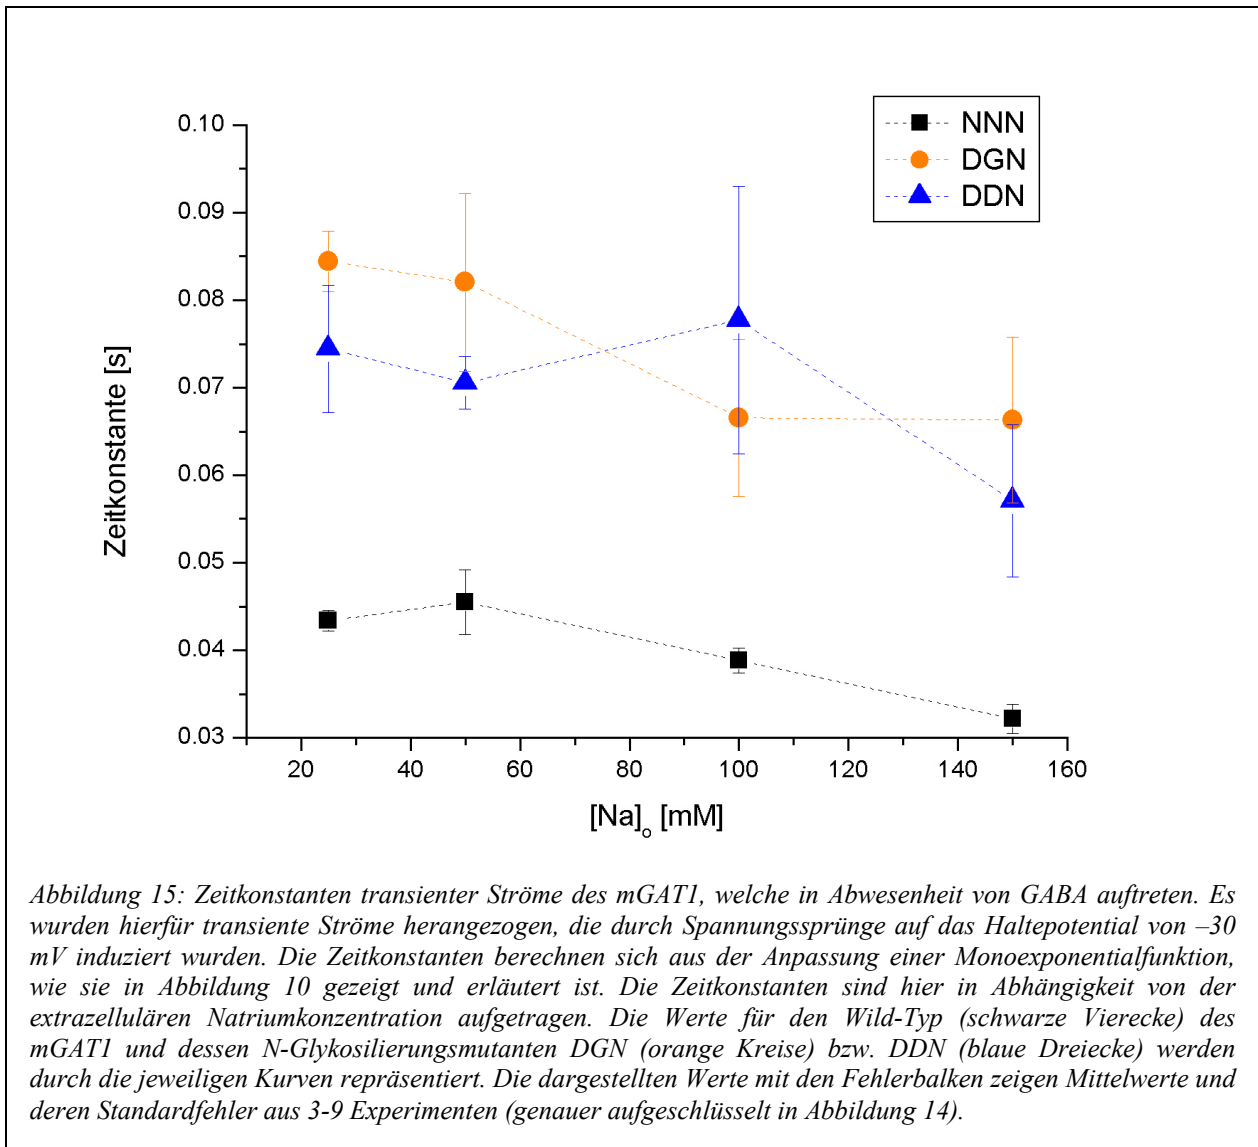 NNN
DGN
DDN
0.10
0.09
0.08
0.07
0.06
0.05
0.04
0.03
Zeitkonstante [s]
20 40 60 80 100 120 140 160
[Na]o [mM]
Abbildung 15: Zeitkonstanten transienter Ströme des mGAT1, welche in Abwesenheit von GABA auftreten. Es
wurden hierfür transiente Ströme herangezogen, die durch Spannungssprünge auf das Haltepotential von –30
mV induziert wurden. Die Zeitkonstanten berechnen sich aus der Anpassung einer Monoexponentialfunktion,
wie sie in Abbildung 10 gezeigt und erläutert ist. Die Zeitkonstanten sind hier in Abhängigkeit von der
extrazellulären Natriumkonzentration aufgetragen. Die Werte für den Wild-Typ (schwarze Vierecke) des
mGAT1 und dessen N-Glykosilierungsmutanten DGN (orange Kreise) bzw. DDN (blaue Dreiecke) werden
durch die jeweiligen Kurven repräsentiert. Die dargestellten Werte mit den Fehlerbalken zeigen Mittelwerte und
deren Standardfehler aus 3-9 Experimenten (genauer aufgeschlüsselt in Abbildung 14).